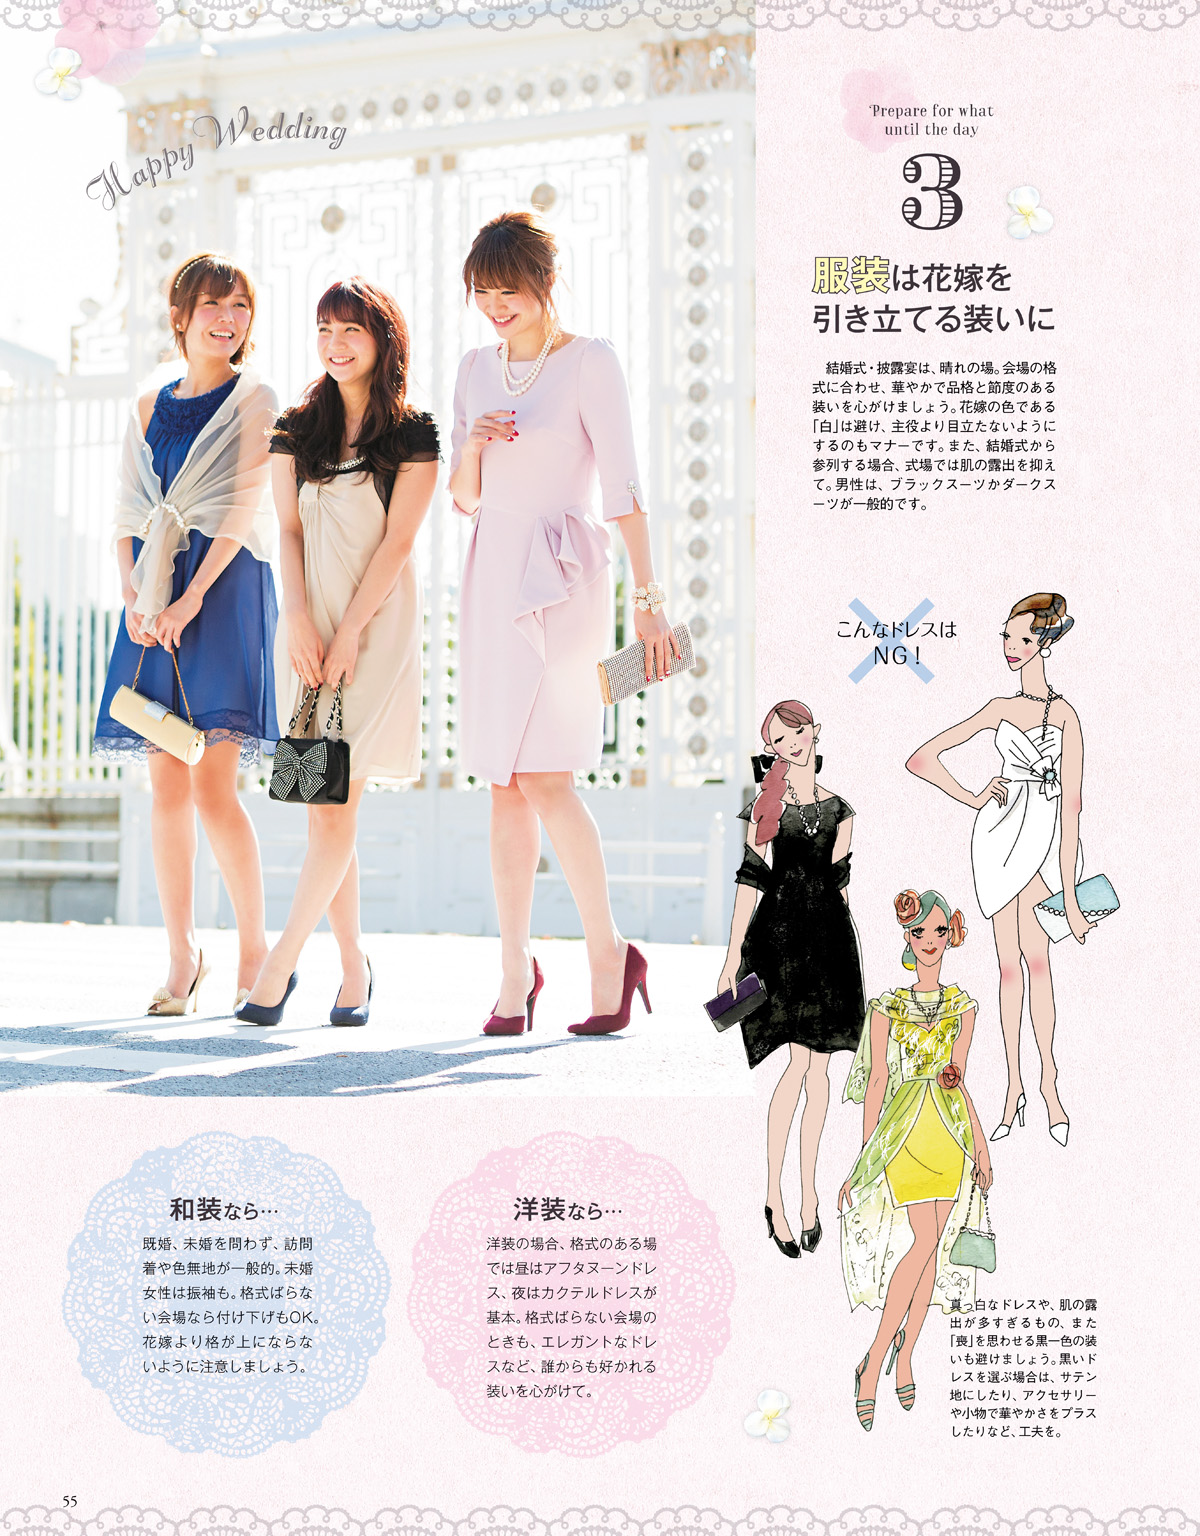 Happy Wedding
Prepare for what
until the day
3
服装は花嫁を
引き立てる装いに
結婚式・披露宴は、晴れの場。会場の格
式に合わせ、華やかで品格と節度のある
装いを心がけましょう。花嫁の色である
「白」は避け、主役より目立たないように
するのもマナーです。また、結婚式から
参列する場合、式場では肌の露出を抑え
て。男性は、ブラックスーツかダークス
ーツが一般的です。
こんなドレスは
NG！
和装なら…
既婚、未婚を問わず、訪問
着や色無地が一般的。未婚
女性は振袖も。格式ばらな
い会場なら付け下げもOK。
花嫁より格が上にならな
いように注意しましょう。
洋装なら…
洋装の場合、格式のある場
では昼はアフタヌーンドレ
ス、夜はカクテルドレスが
基本。格式ばらない会場の
ときも、エレガントなドレ
スなど、誰からも好かれる
装いを心がけて。
真っ白なドレスや、肌の露
出が多すぎるもの、また
「喪」を思わせる黒一色の装
いも避けましょう。黒いド
レスを選ぶ場合は、サテン
地にしたり、アクセサリー
や小物で華やかさをプラス
したりなど、工夫を。
55